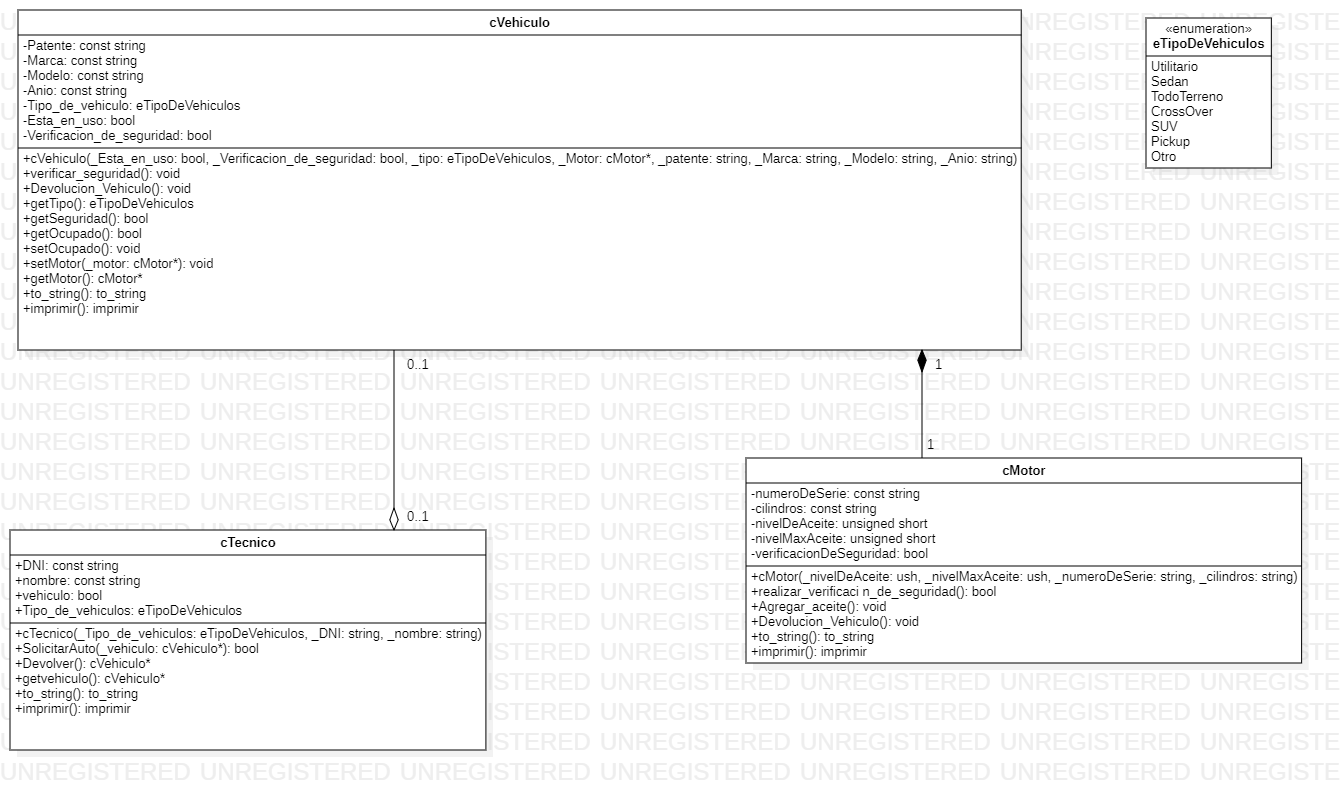 cVehiculo
-Patente: const string
-Marca: const string
-Modelo: const string
-Anio: const string
-Tipo_de_vehiculo: eTipoDeVehiculos
-Esta_en_uso: bool
-Verificacion_de_seguridad: bool
+cVehiculo(_Esta_en_uso: bool, _Verificacion_de_seguridad: bool, _tipo: eTipoDeVehiculos, _Motor: cMotor*, _patente: string, _Marca: string, _Modelo: string, _Anio: string)
+verificar_seguridad(): void
+Devolucion_Vehiculo(): void
+getTipo(): eTipoDeVehiculos
+getSeguridad(): bool
+getOcupado(): bool
+setOcupado(): void
+setMotor(_motor: cMotor*): void
+getMotor(): cMotor*
+to_string(): to_string
+imprimir(): imprimir
«enumeration»
eTipoDeVehiculos
Utilitario
Sedan
TodoTerreno
CrossOver
SUV
Pickup
Otro
0..1
1
1
0..1
cTecnico
+DNI: const string
+nombre: const string
+vehiculo: bool
+Tipo_de_vehiculos: eTipoDeVehiculos
+cTecnico(_Tipo_de_vehiculos: eTipoDeVehiculos, _DNI: string, _nombre: string)
+SolicitarAuto(_vehiculo: cVehiculo*): bool
+Devolver(): cVehiculo*
+getvehiculo(): cVehiculo*
+to_string(): to_string
+imprimir(): imprimir
cMotor
-numeroDeSerie: const string
-cilindros: const string
-nivelDeAceite: unsigned short
-nivelMaxAceite: unsigned short
-verificacionDeSeguridad: bool
+cMotor(_nivelDeAceite: ush, _nivelMaxAceite: ush, _numeroDeSerie: string, _cilindros: string)
+realizar_verificaci n_de_seguridad(): bool
+Agregar_aceite(): void
+Devolucion_Vehiculo(): void
+to_string(): to_string
+imprimir(): imprimir
UNREGISTERED UNREGISTERED UNREGISTERED UNREGISTERED UNREGISTERED UNREGISTERED